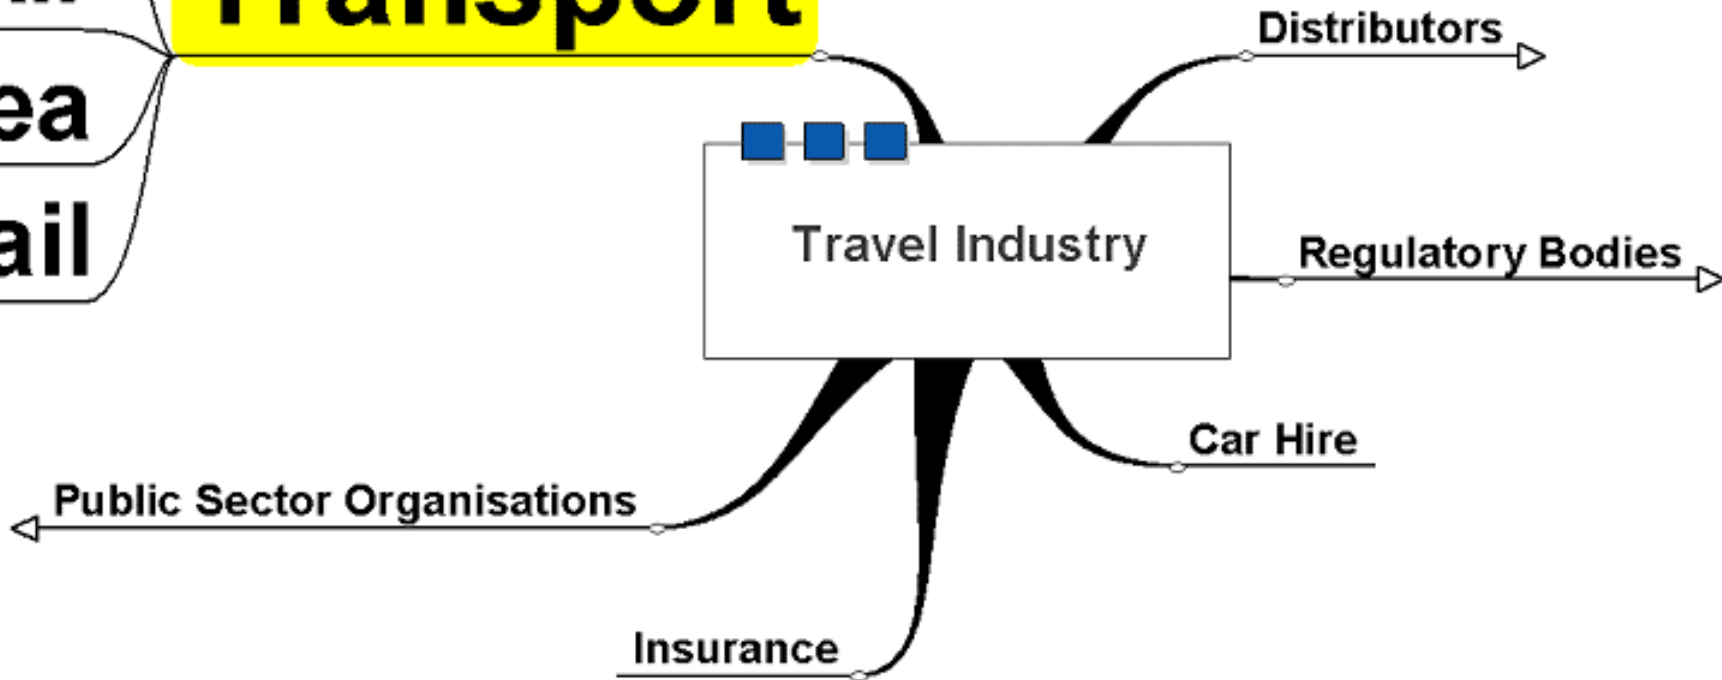 Transport
Distributors
Travel Industry
Regulatory Bodies
Car Hire
Public Sector Organisations
Insurance